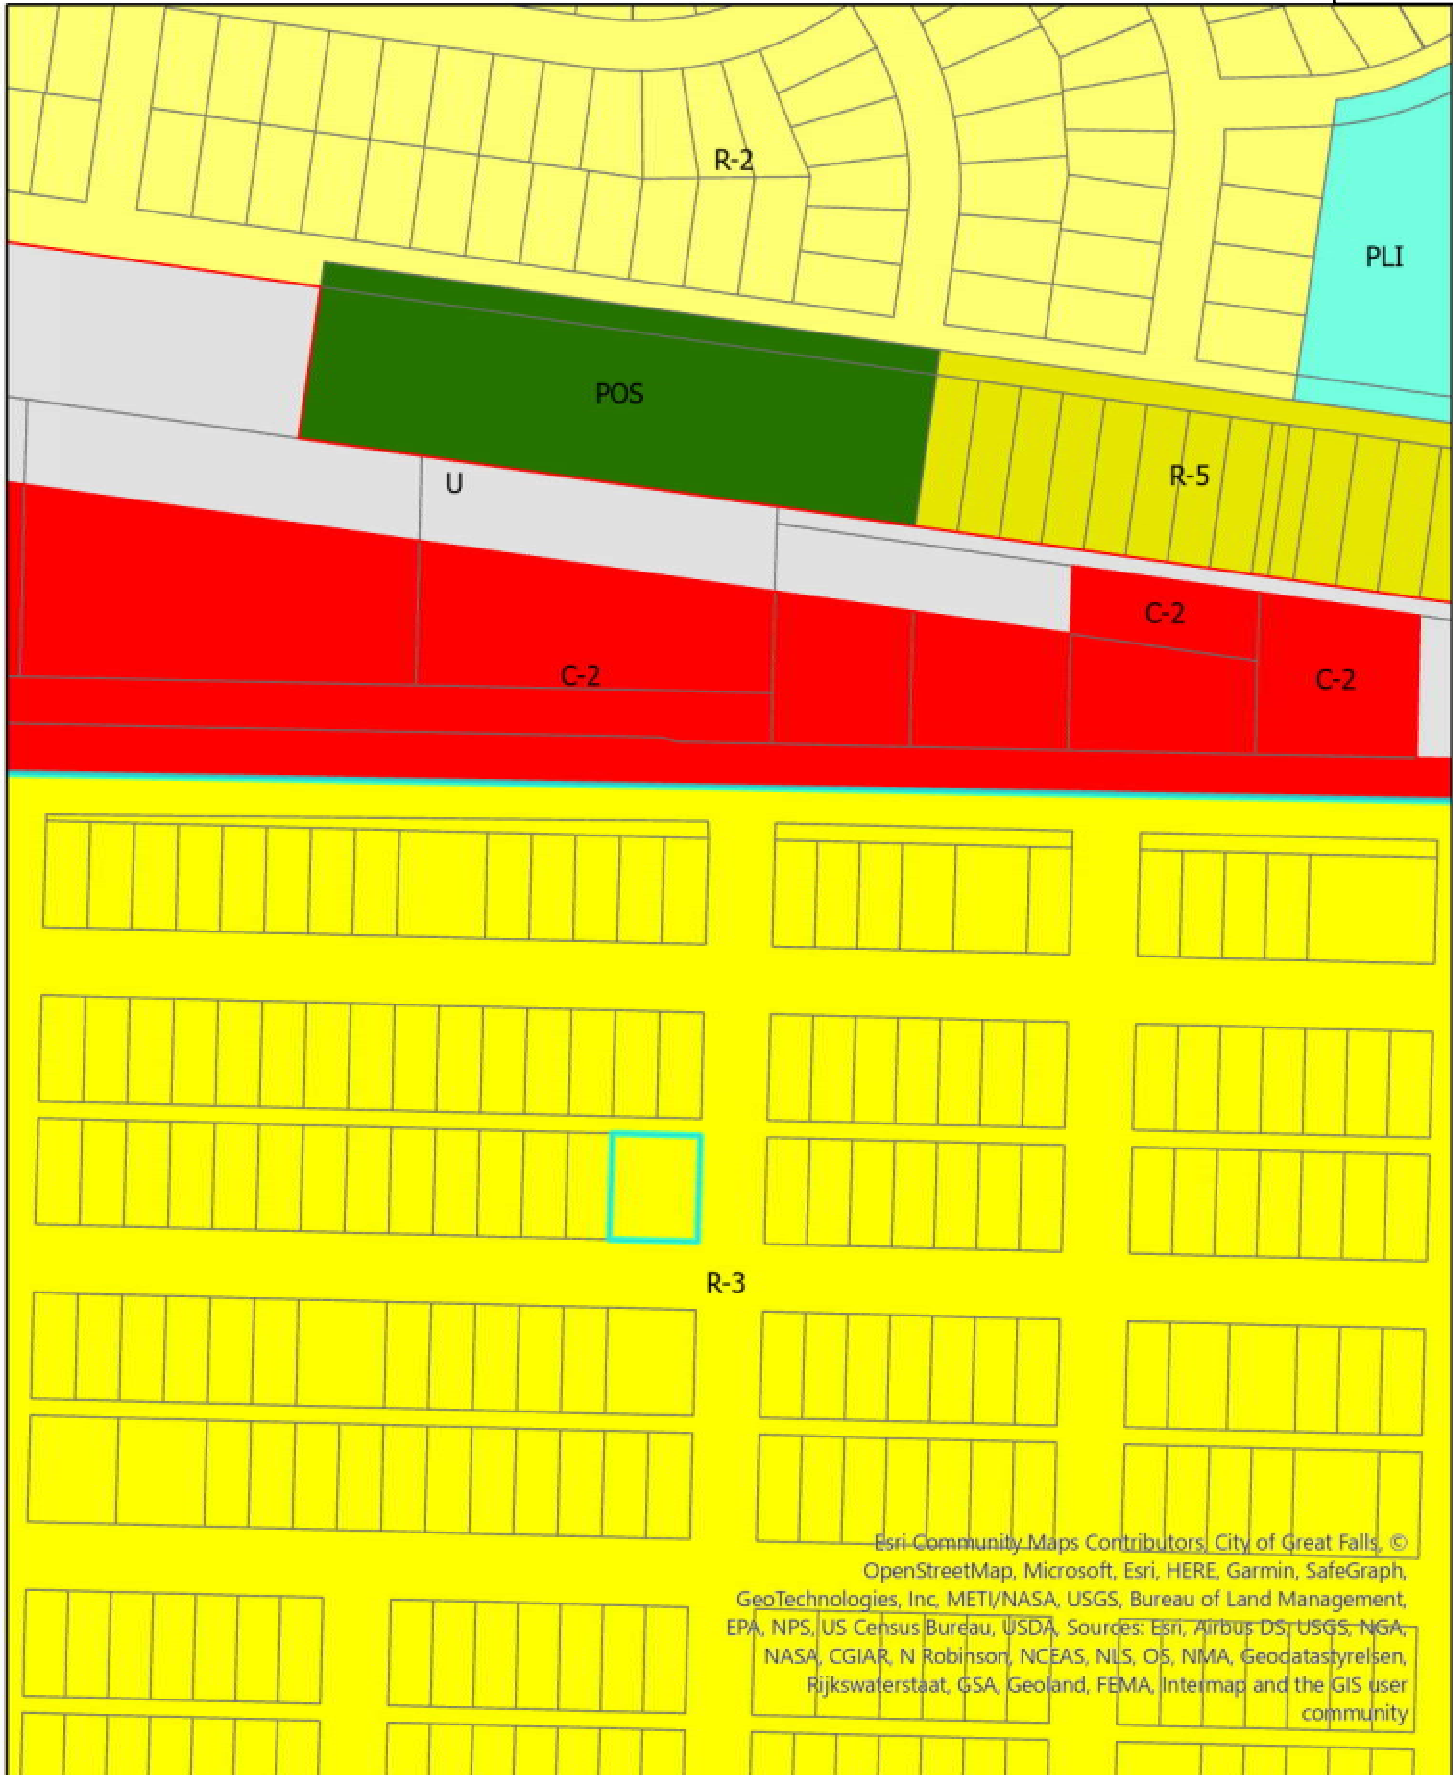 R-2
PLI
POS
R-5
U
C-2
C-2
C-2
R-3
Esri Community Maps Contributors, City of Great Falls, ©
OpenStreetMap, Microsoft, Esri, HERE, Garmin, SafeGraph,
GeoTechnologies, Inc, METI/NASA, USGS, Bureau of Land Management,
EPA, NPS, US Census Bureau, USDA, Sources: Esri, Airbus DS, USGS, NGA,
NASA, CGIAR, N Robinson, NCEAS, NLS, OS, NMA, Geodatastyrelsen,
Rijkswaterstaat, GSA, Geoland, FEMA, Intermap and the GIS user
community